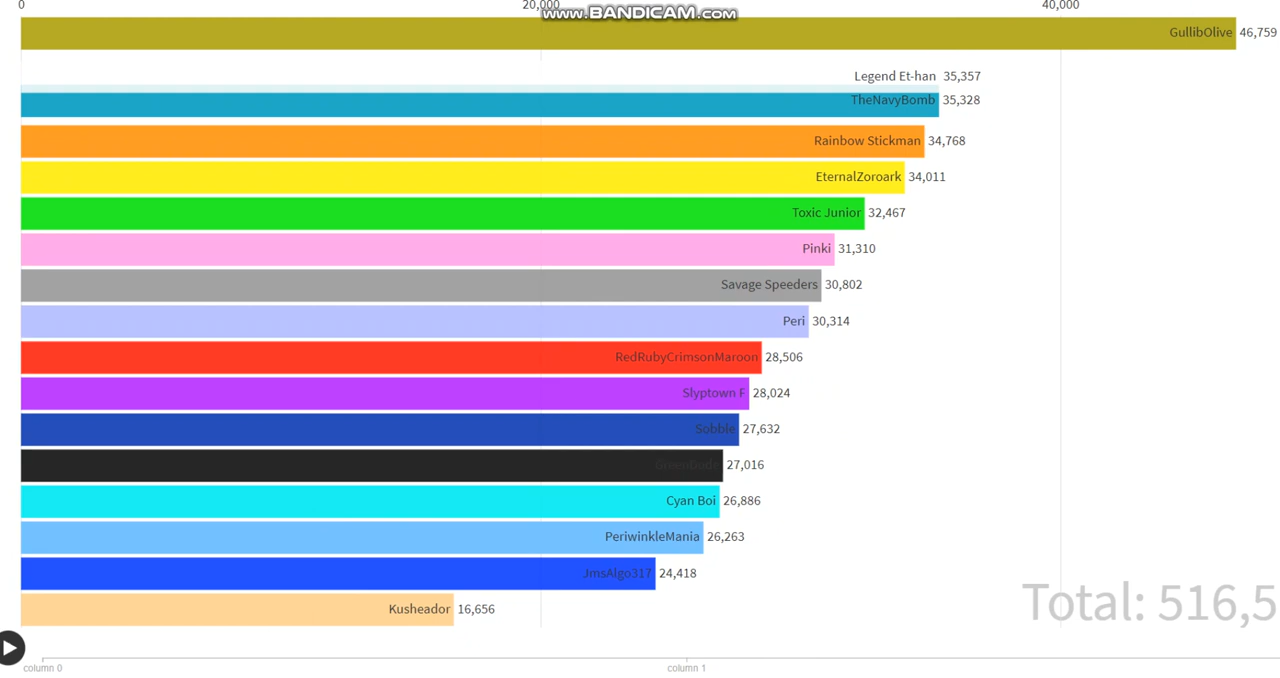 0 20,000 40,000
www.BANDICAM.com
GullibOlive 46,759
Legend Et-han 35,357
TheNavyBomb 35,328
Rainbow Stickman 34,768
EternalZoroark 34,011
Toxic Junior 32,467
Pinki 31,310
Savage Speeders 30,802
Peri 30,314
RedRubyCrimsonMaroon 28,506
Slyptown F 28,024
Sobble 27,632
27,016
Cyan Boi 26,886
PeriwinkleMania 26,263
JmsAlgo317 24,418
Kusheador 16,656
Total: 516,5
column 0 column 1